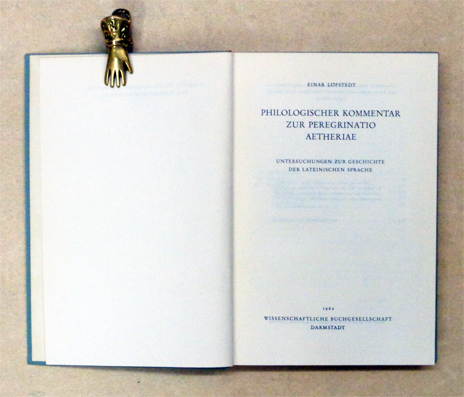 EINAR LÖFSTEDT
PHILOLOGISCHER KOMMENTAR
ZUR PEREGRINATIO
AETHERIAE
UNTERSUCHUNGEN ZUR GESCHICHTE
DER LATEINISCHEN SPRACHE
1962
WISSENSCHAFTLICHE BUCHGESELLSCHAFT
DARMSTADT